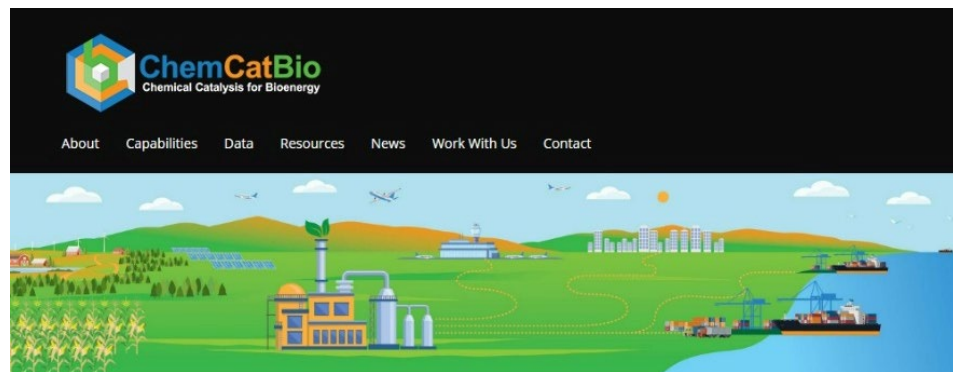 ChemCatBio
Chemical Catalysis for Bioenergy
About Capabilities Data Resources News Work With Us Contact